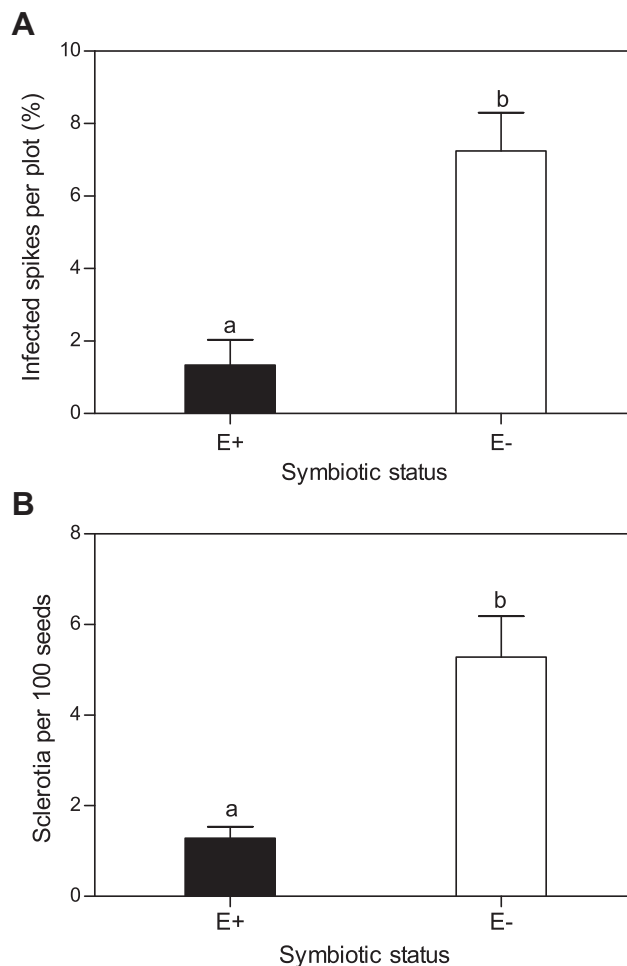 A
Infected spikes per plot (%)
10
8
6
4
2
0
a
b
E+
E-
Symbiotic status
B
Sclerotia per 100 seeds
8
6
4
2
0
a
b
E+
E-
Symbiotic status